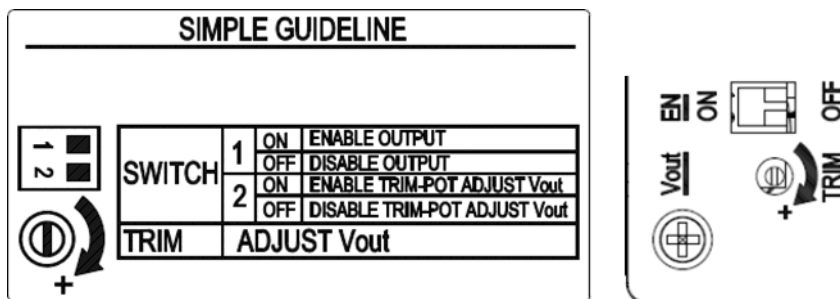 SIMPLE GUIDELINE
1
2
+
SWITCH
1
ON ENABLE OUTPUT
OFF DISABLE OUTPUT
2
ON ENABLE TRIM-POT ADJUST Vout
OFF DISABLE TRIM-POT ADJUST Vout
TRIM ADJUST Vout
EN
ON
OFF
Vout
TRIM
+